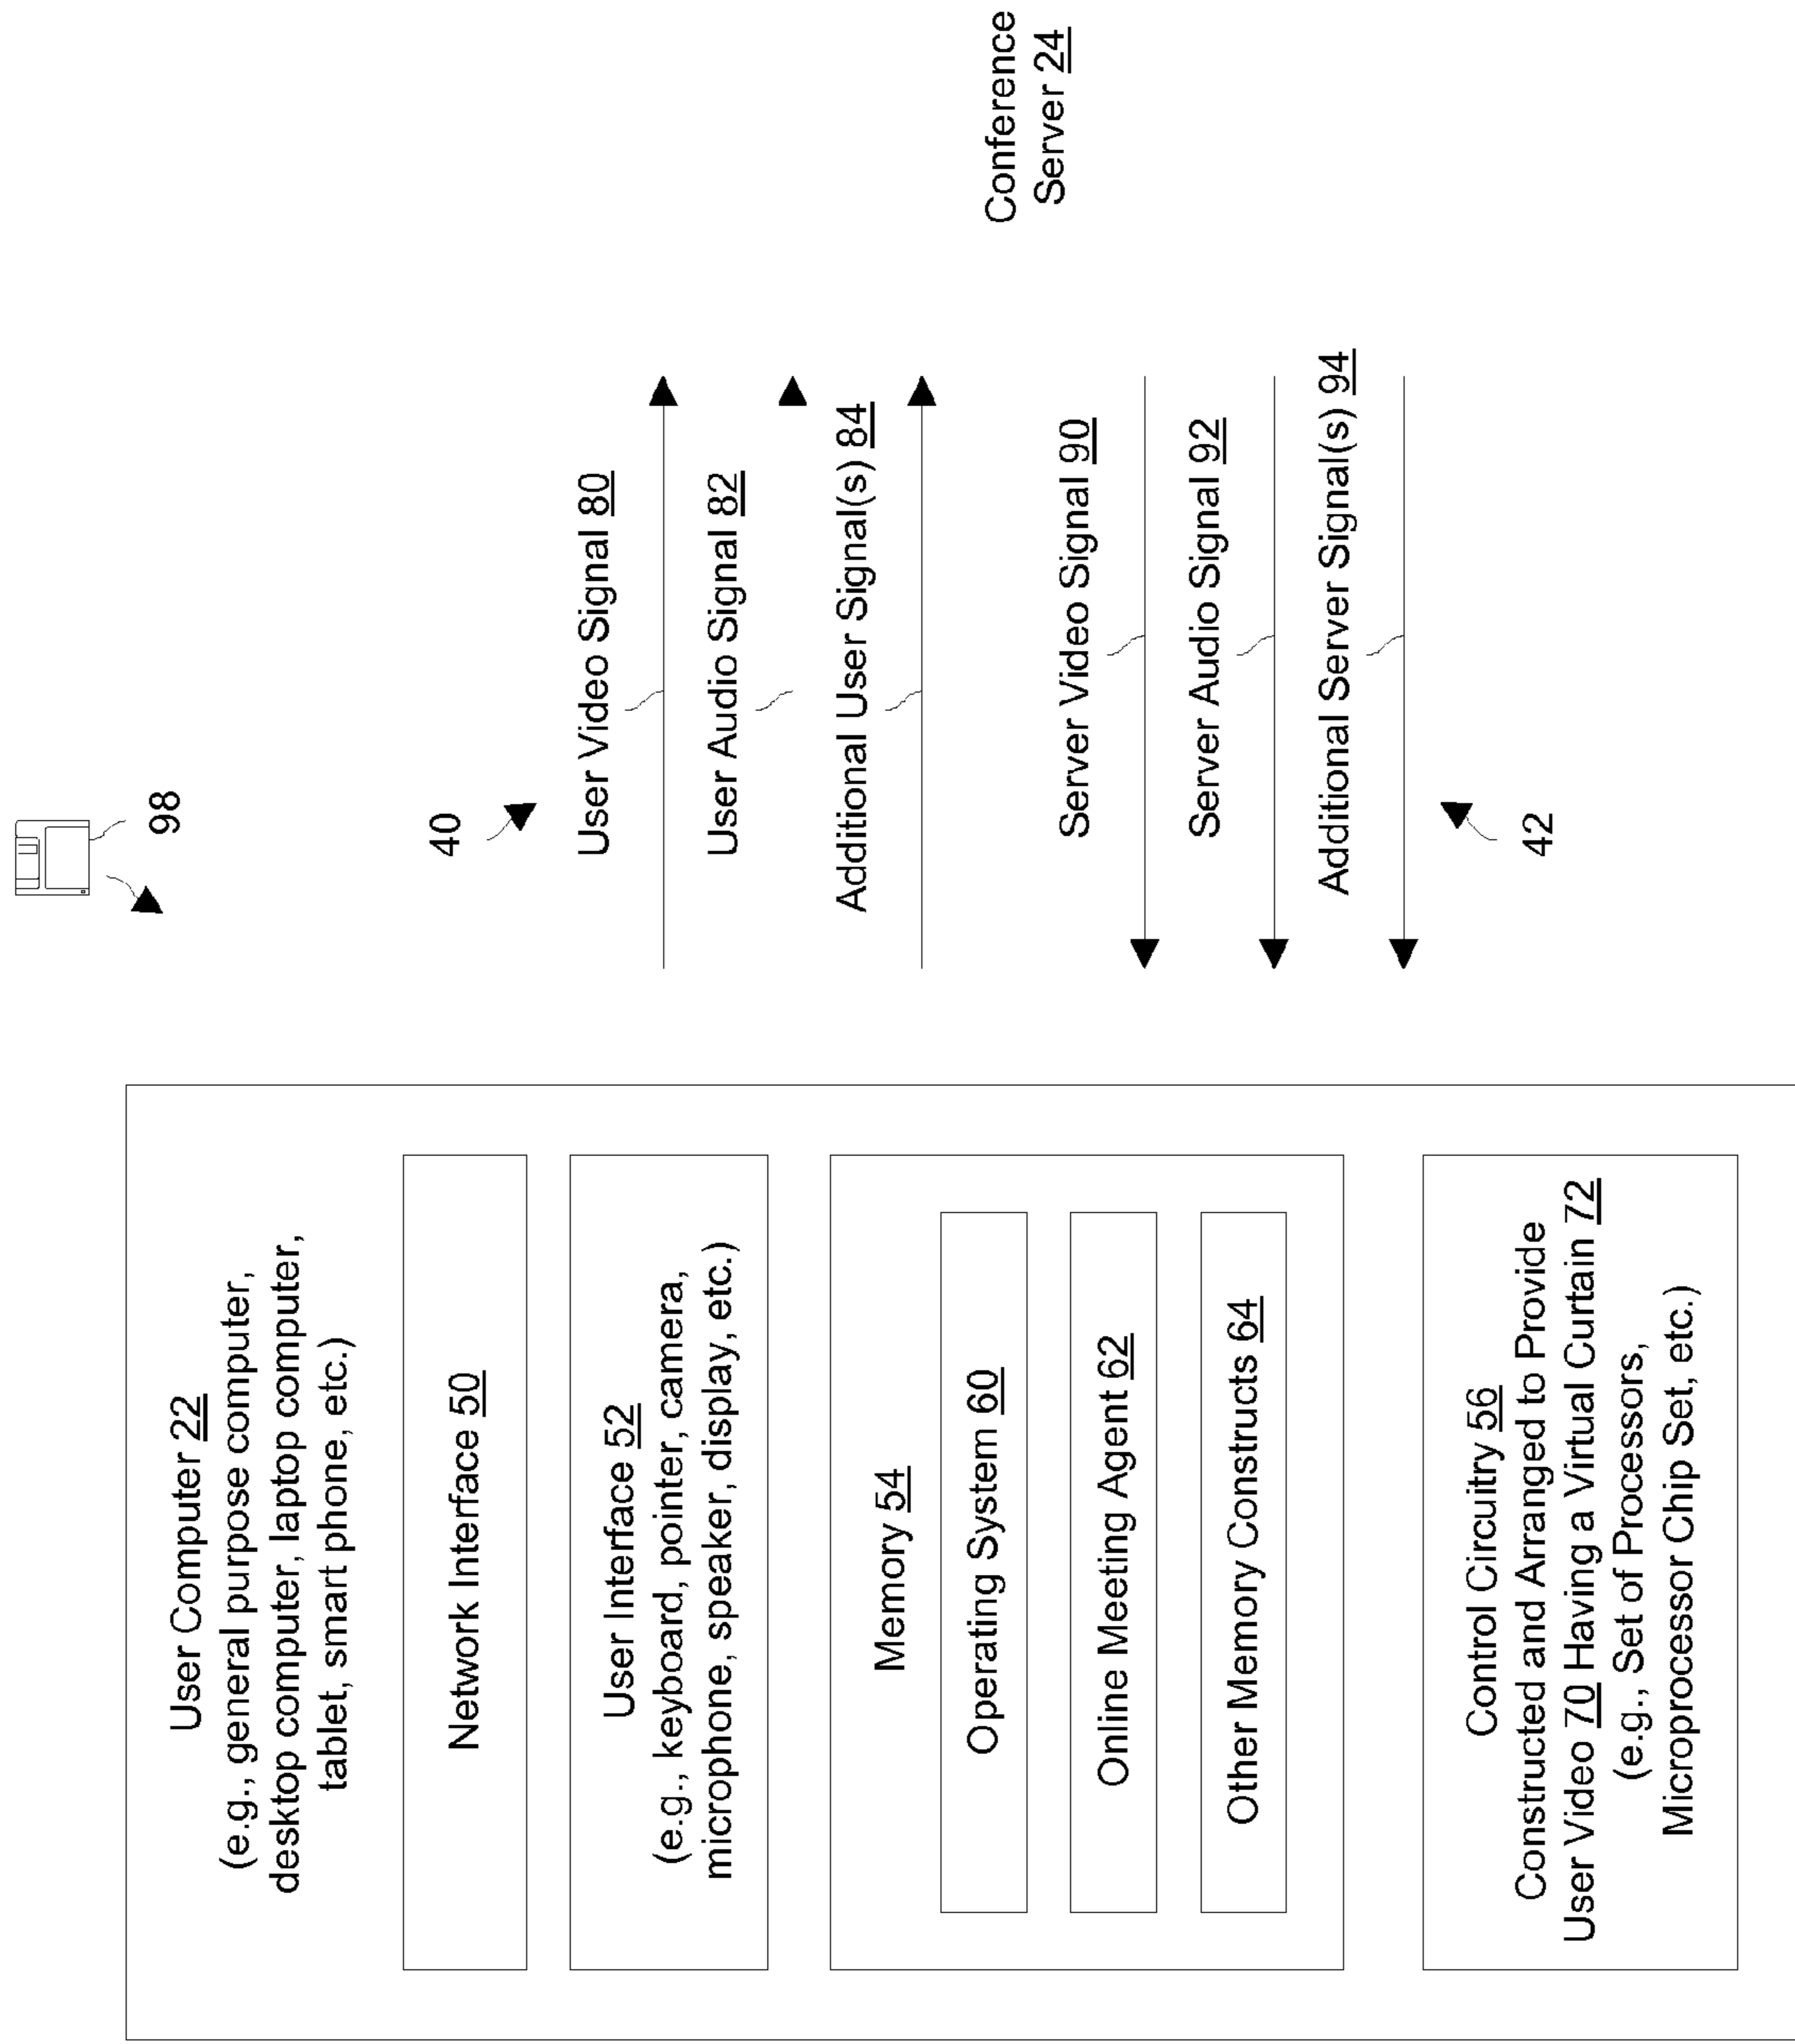 User Computer 22
(e.g., general purpose computer,
desktop computer, laptop computer,
tablet, smart phone, etc.)
Network Interface 50
User Interface 52
(e.g., keyboard, pointer, camera,
microphone, speaker, display, etc.)
Memory 54
Operating System 60
Online Meeting Agent 62
Other Memory Constructs 64
Control Circuitry 56
Constructed and Arranged to Provide
User Video 70 Having a Virtual Curtain 72
(e.g., Set of Processors,
Microprocessor Chip Set, etc.)
98
40
User Video Signal 80
User Audio Signal 82
Additional User Signal(s) 84
Server Video Signal 90
Server Audio Signal 92
Additional Server Signal(s) 94
42
Conference
Server 24